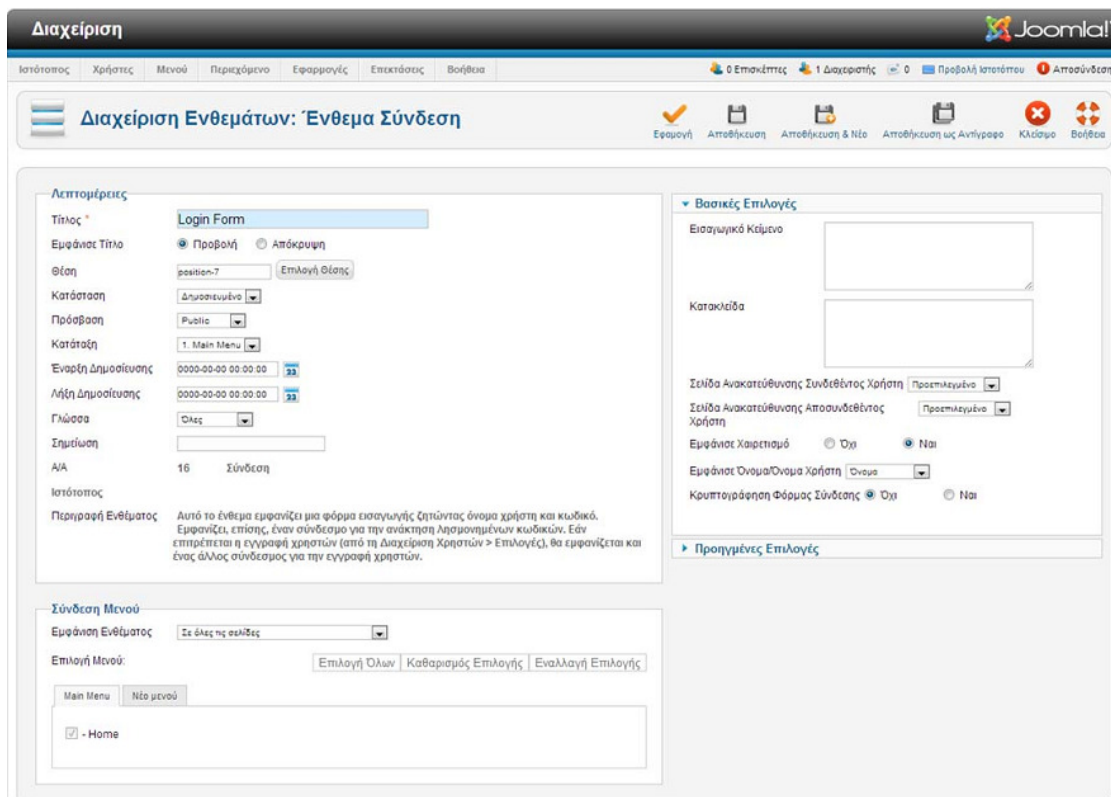 Διαχείριση
Joomla!
Ιστότοπος Χρήστες Μενού Περιεχόμενο Εφαρμογές Επεκτάσεις Βοήθεια
0 Επισκέπτες 1 Διαχειριστής 0 Προβολή Ιστοτόπου Αποσύνδεση
Διαχείριση Ενθεμάτων: Ένθεμα Σύνδεση
Εφαμογή Αποθήκευση Αποθήκευση & Νέο Αποθήκευση ως Αντίγραφο Κλείσιμο Βοήθεια
Λεπτομέρειες
Τίτλος * Login Form
Εμφάνισε Τίτλο Προβολή Απόκρυψη
Θέση position-7 Επιλογή Θέσης
Κατάσταση Δημοσιευμένο
Πρόσβαση Public
Κατάταξη 1. Main Menu
Έναρξη Δημοσίευσης 0000-00-00 00:00:00 23
Λήξη Δημοσίευσης 0000-00-00 00:00:00 23
Γλώσσα Όλες
Σημείωση
Α/Α 16 Σύνδεση
Ιστότοπος
Περιγραφή Ενθέματος Αυτό το ένθεμα εμφανίζει μια φόρμα εισαγωγής ζητώντας όνομα χρήστη και κωδικό.
Εμφανίζει, επίσης, έναν σύνδεσμο για την ανάκτηση λησμονημένων κωδικών. Εάν
επιτρέπεται η εγγραφή χρηστών (από τη Διαχείριση Χρηστών > Επιλογές), θα εμφανίζεται και
ένας άλλος σύνδεσμος για την εγγραφή χρηστών.
Σύνδεση Μενού
Εμφάνιση Ενθέματος Σε όλες τις σελίδες
Επιλογή Μενού: Επιλογή Όλων Καθαρισμός Επιλογής Εναλλαγή Επιλογής
Main Menu Νέο μενού
- Home
Βασικές Επιλογές
Εισαγωγικό Κείμενο
Κατακλείδα
Σελίδα Ανακατεύθυνσης Συνδεθέντος Χρήστη Προεπιλεγμένο
Σελίδα Ανακατεύθυνσης Αποσυνδεθέντος Προεπιλεγμένο
Χρήστη
Εμφάνισε Χαιρετισμό Όχι Ναι
Εμφάνισε Όνομα/Όνομα Χρήστη Όνομα
Κρυπτογράφηση Φόρμας Σύνδεσης Όχι Ναι
Προηγμένες Επιλογές